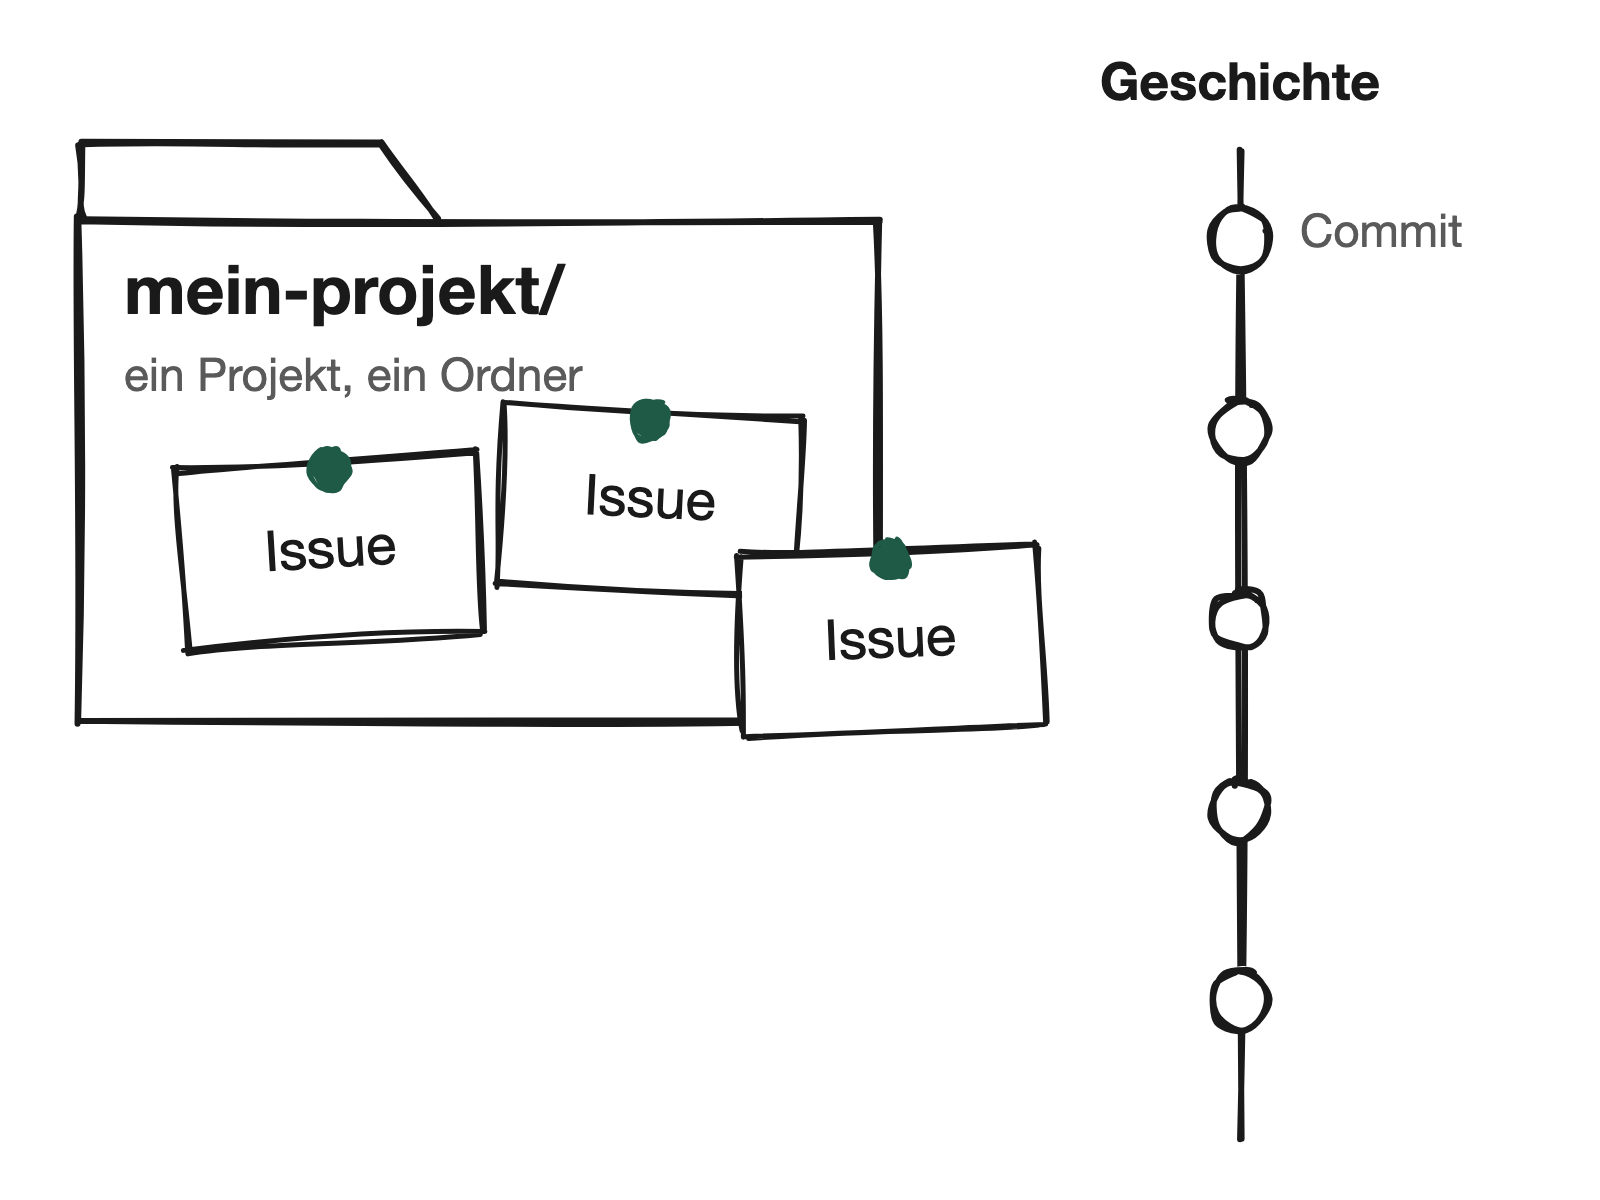 Geschichte
Commit
mein-projekt/
ein Projekt, ein Ordner
Issue
Issue
Issue